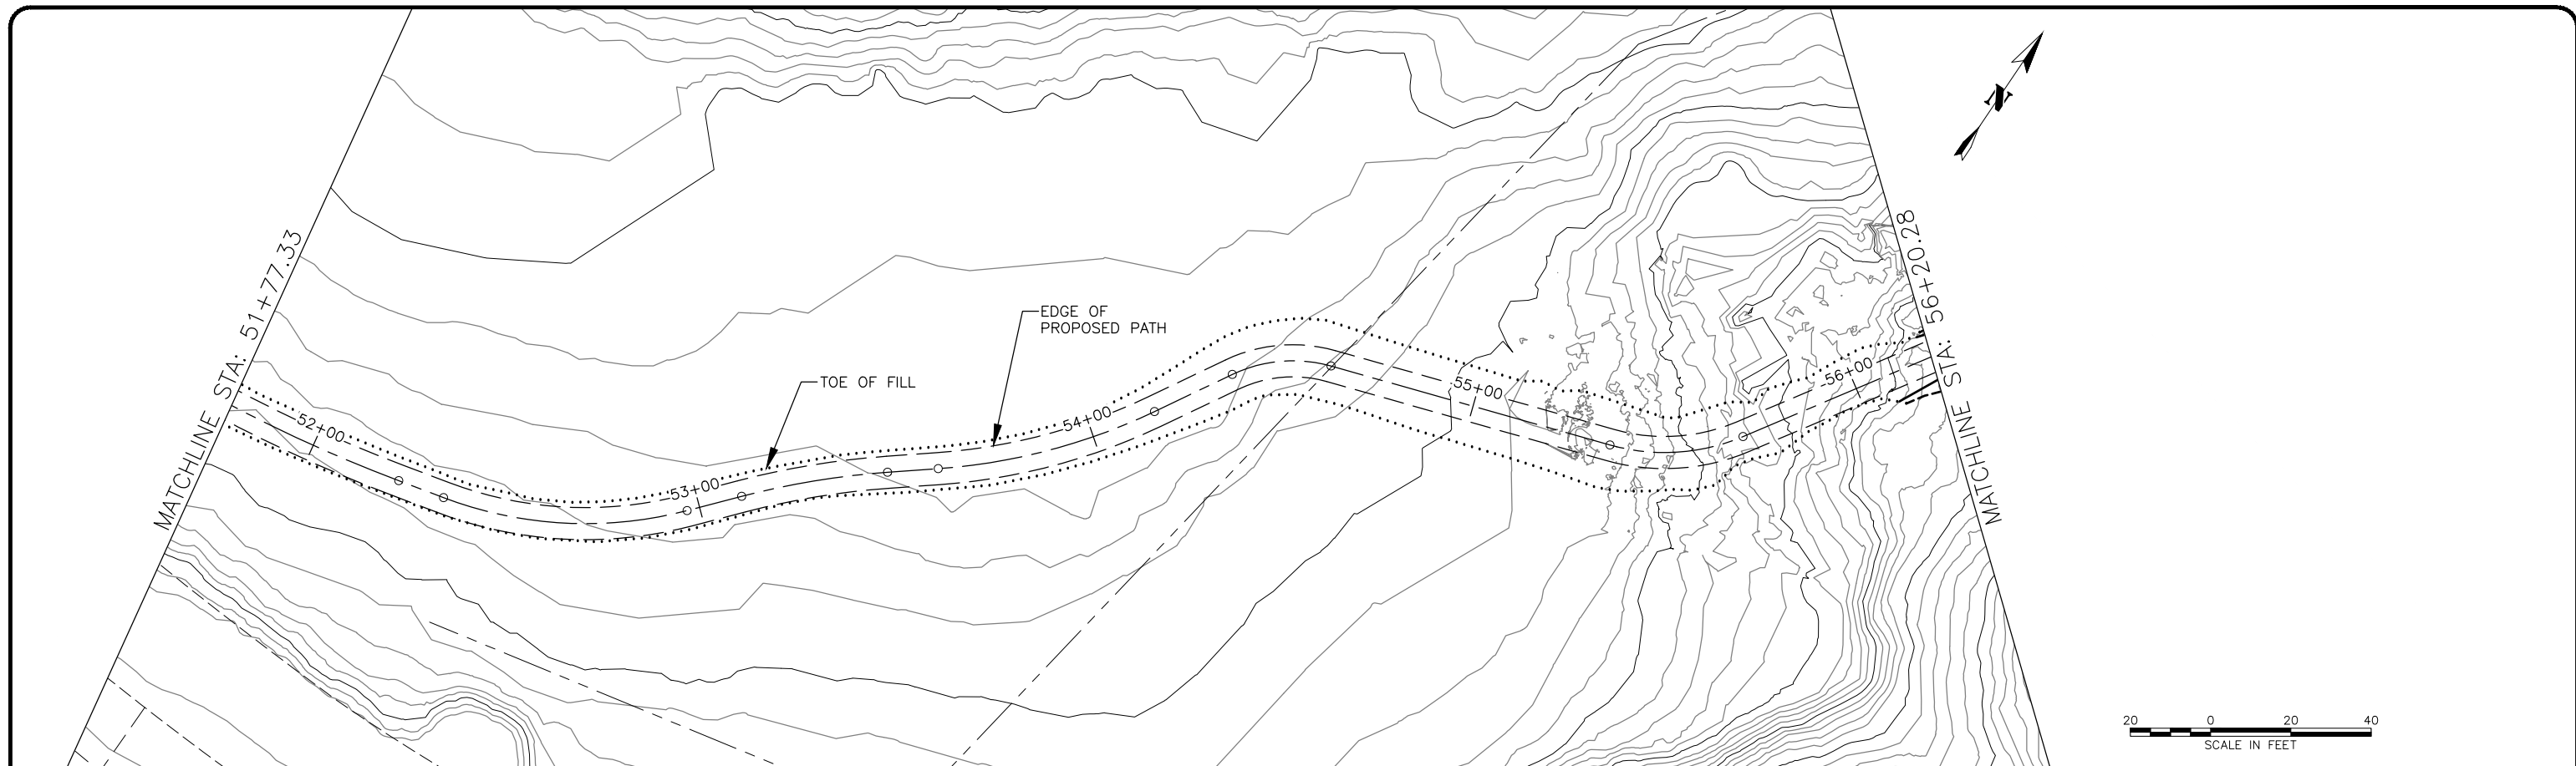 N
MATCHLINE STA: 51+77.33
EDGE OF
PROPOSED PATH
TOE OF FILL
52+00
53+00
54+00
55+00
56+00
MATCHLINE STA: 56+20.28
20 0 20 40
SCALE IN FEET